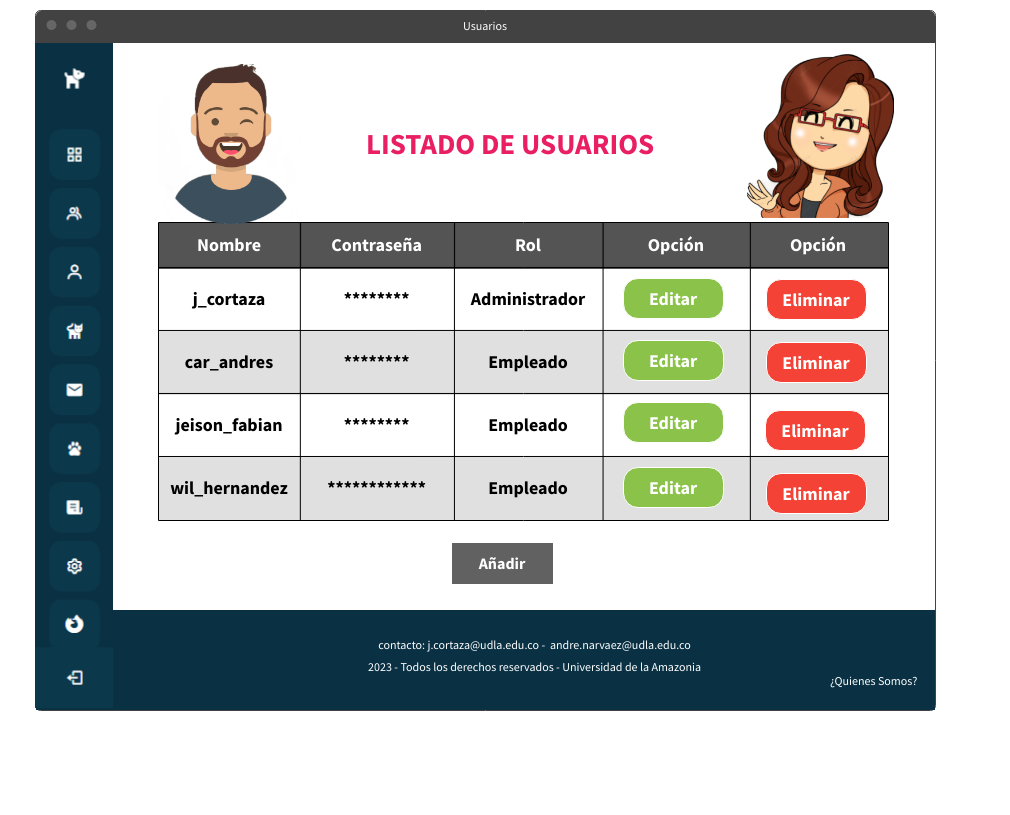 Usuarios
LISTADO DE USUARIOS
Nombre Contraseña Rol Opción Opción
j_cortaza ******** Administrador Editar Eliminar
car_andres ******** Empleado Editar Eliminar
jeison_fabian ******** Empleado Editar Eliminar
wil_hernandez ************ Empleado Editar Eliminar
Añadir
contacto: j.cortaza@udla.edu.co - andre.narvaez@udla.edu.co
2023 - Todos los derechos reservados - Universidad de la Amazonia
¿Quienes Somos?